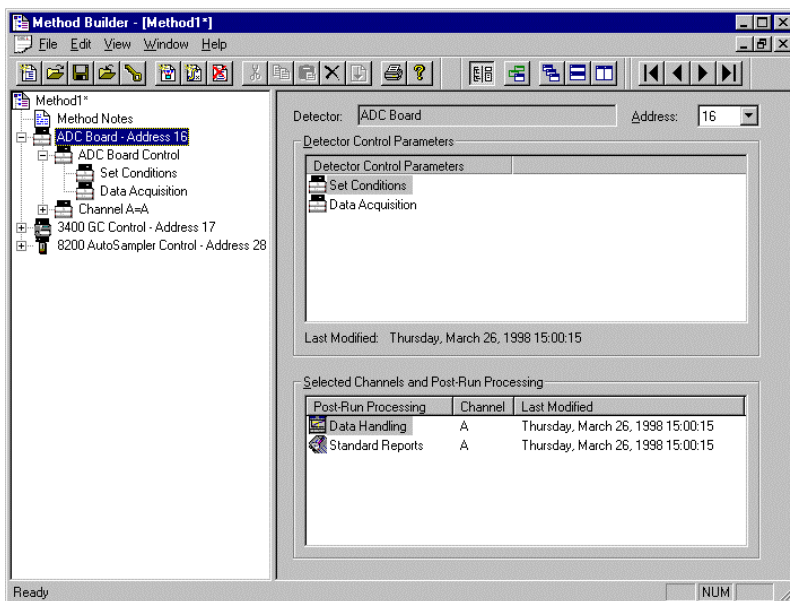 Method Builder - [Method1*]
File Edit View Window Help
Method1*
Method Notes
ADC Board - Address 16
ADC Board Control
Set Conditions
Data Acquisition
Channel A=A
3400 GC Control - Address 17
8200 AutoSampler Control - Address 28
Detector: ADC Board Address: 16
Detector Control Parameters
Detector Control Parameters
Set Conditions
Data Acquisition
Last Modified: Thursday, March 26, 1998 15:00:15
Selected Channels and Post-Run Processing
Post-Run Processing Channel Last Modified
Data Handling A Thursday, March 26, 1998 15:00:15
Standard Reports A Thursday, March 26, 1998 15:00:15
Ready NUM